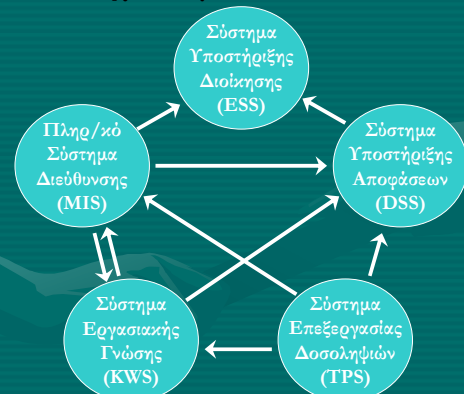 Σύστημα
Υποστήριξης
Διοίκησης
(ESS)
Πληρ/κό
Σύστημα
Διεύθυνσης
(MIS)
Σύστημα
Υποστήριξης
Αποφάσεων
(DSS)
Σύστημα
Εργασιακής
Γνώσης
(KWS)
Σύστημα
Επεξεργασίας
Δοσοληψιών
(TPS)